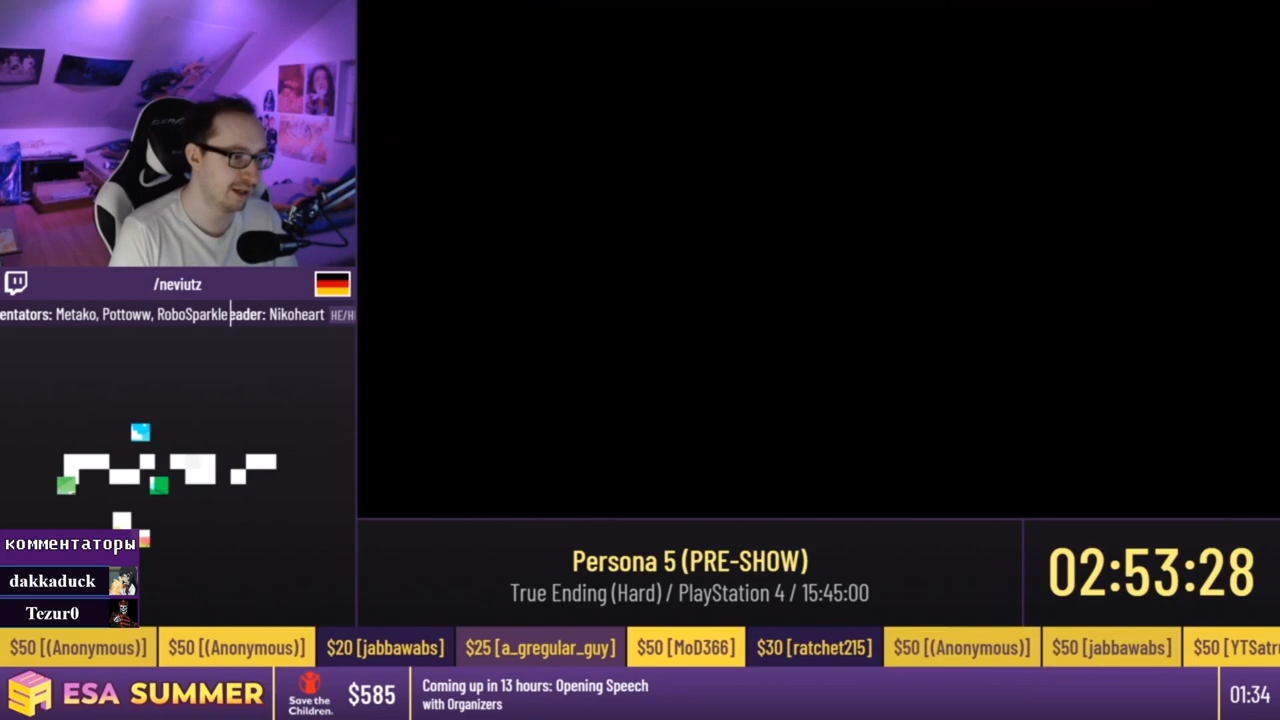 /neviutz
entators: Metako, Pottoww, RoboSparkle
eader: Nikoheart HE/H
комментаторы
dakkaduck
Tezur0
Persona 5 (PRE-SHOW)
True Ending (Hard) / PlayStation 4 / 15:45:00
02:53:28
$50 [(Anonymous)] $50 [(Anonymous)] $20 [jabbawabs] $25 [a_gregular_guy] $50 [MoD366] $30 [ratchet215] $50 [(Anonymous)] $50 [jabbawabs] $50 [YTSatr
ESA SUMMER
Save the
Children.
$585
Coming up in 13 hours: Opening Speech
with Organizers
01:34